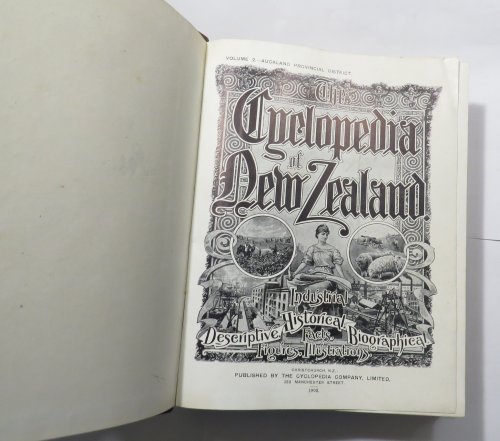 VOLUME 2—AUCKLAND PROVINCIAL DISTRICT.
The
Cyclopedia
of
New Zealand
Industrial
Descriptive, Historical, Biographical
Facts,
Figures, Illustrations.
CHRISTCHURCH, N.Z.:
PUBLISHED BY THE CYCLOPEDIA COMPANY, LIMITED,
MANCHESTER STREET.
1902.